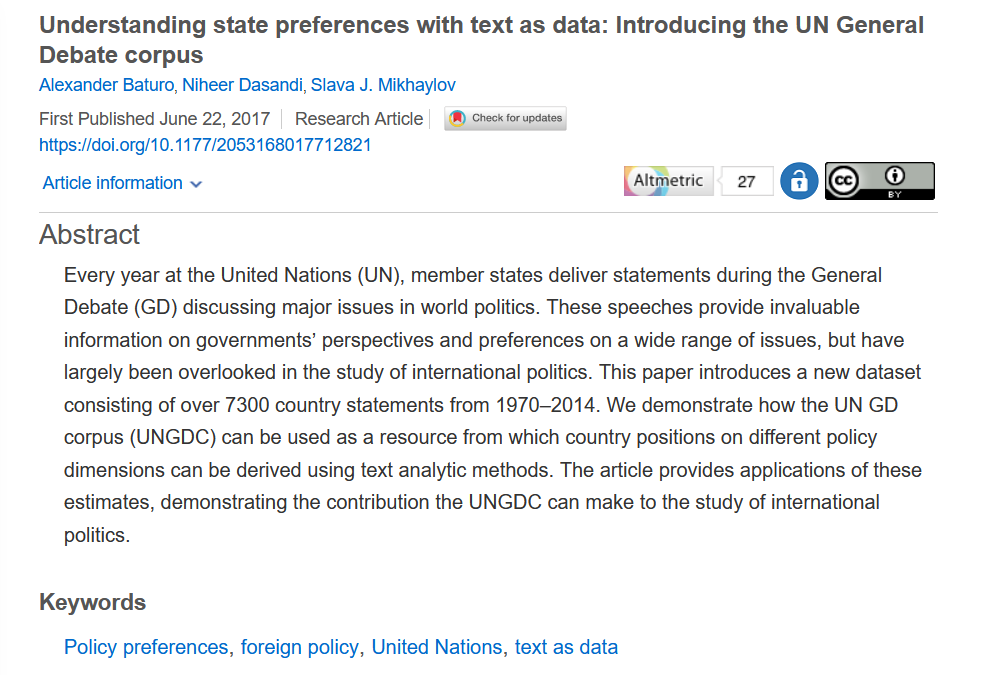 Understanding state preferences with text as data: Introducing the UN General
Debate corpus
Alexander Baturo, Niheer Dasandi, Slava J. Mikhaylov
First Published June 22, 2017 Research Article Check for updates
https://doi.org/10.1177/2053168017712821
Article information Altmetric 27 cc BY
Abstract
Every year at the United Nations (UN), member states deliver statements during the General
Debate (GD) discussing major issues in world politics. These speeches provide invaluable
information on governments’ perspectives and preferences on a wide range of issues, but have
largely been overlooked in the study of international politics. This paper introduces a new dataset
consisting of over 7300 country statements from 1970–2014. We demonstrate how the UN GD
corpus (UNGDC) can be used as a resource from which country positions on different policy
dimensions can be derived using text analytic methods. The article provides applications of these
estimates, demonstrating the contribution the UNGDC can make to the study of international
politics.
Keywords
Policy preferences, foreign policy, United Nations, text as data